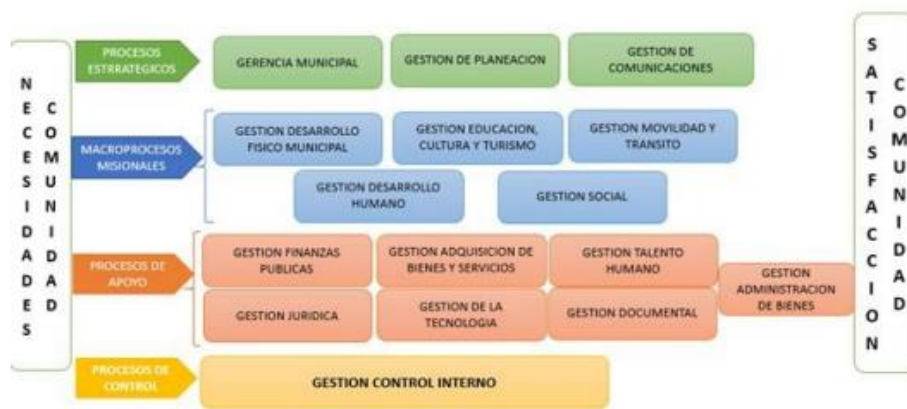 NECESIDADES
COMUNIDAD
PROCESOS
ESTRRATEGICOS
GERENCIA MUNICIPAL
GESTION DE PLANEACION
GESTION DE
COMUNICACIONES
MACROPROCESOS
MISIONALES
GESTION DESARROLLO
FISICO MUNICIPAL
GESTION EDUCACION,
CULTURA Y TURISMO
GESTION MOVILIDAD Y
TRANSITO
GESTION DESARROLLO
HUMANO
GESTION SOCIAL
PROCESOS DE
APOYO
GESTION FINANZAS
PUBLICAS
GESTION ADQUISICION DE
BIENES Y SERVICIOS
GESTION TALENTO
HUMANO
GESTION JURIDICA
GESTION DE LA
TECNOLOGIA
GESTION DOCUMENTAL
GESTION
ADMINISTRACION
DE BIENES
PROCESOS DE
CONTROL
GESTION CONTROL INTERNO
SATISFACCION
COMUNIDAD